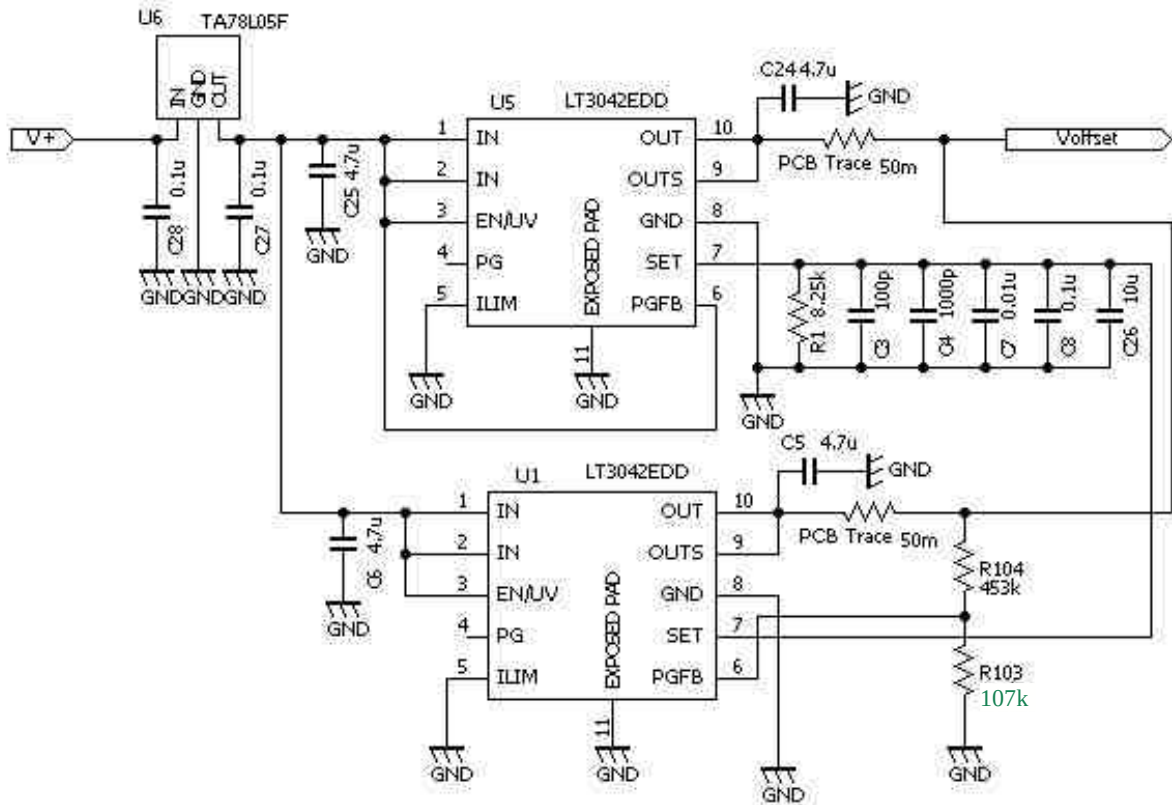 U6 TA78L05F
IN
GND
OUT
V+
0.1u
C28
0.1u
C27
GND
GND
GND
C25 4.7u
GND
U5 LT3042EDD
1 IN
2 IN
3 EN/UV
4 PG
5 ILIM
EXPOSED PAD
11
OUT 10
OUTS 9
GND 8
SET 7
PGFB 6
GND
GND
C24 4.7u
GND
PCB Trace 50m
Voffset
R1 8.25k
C3 100p
C4 1000p
C7 0.01u
C8 0.1u
C26 10u
GND
U1 LT3042EDD
1 IN
2 IN
3 EN/UV
4 PG
5 ILIM
EXPOSED PAD
11
OUT 10
OUTS 9
GND 8
SET 7
PGFB 6
C6 4.7u
GND
C5 4.7u
GND
PCB Trace 50m
R104
453k
R103
107k
GND
GND
GND
GND